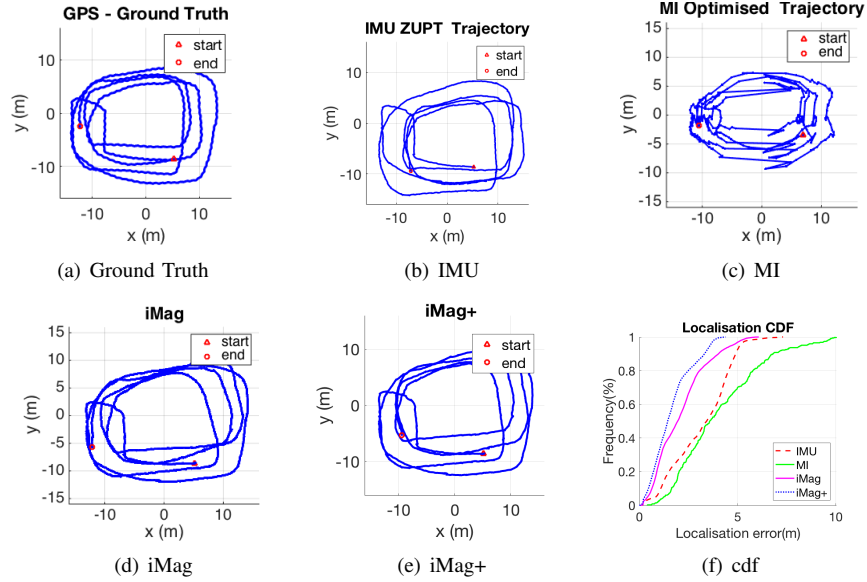 GPS - Ground Truth
start
end
y (m)
10
0
-10
-10
0
10
x (m)
(a) Ground Truth
IMU ZUPT Trajectory
start
end
y (m)
10
0
-10
-10
0
10
x (m)
(b) IMU
MI Optimised Trajectory
start
end
y (m)
15
10
5
0
-5
-10
-15
-10
0
10
x (m)
(c) MI
iMag
start
end
y (m)
15
10
5
0
-5
-10
-15
-10
0
10
x (m)
(d) iMag
iMag+
start
end
y (m)
10
0
-10
-10
0
10
x (m)
(e) iMag+
Localisation CDF
Frequency(%)
1
0.8
0.6
0.4
0.2
0
0
5
10
IMU
MI
iMag
iMag+
Localisation error(m)
(f) cdf